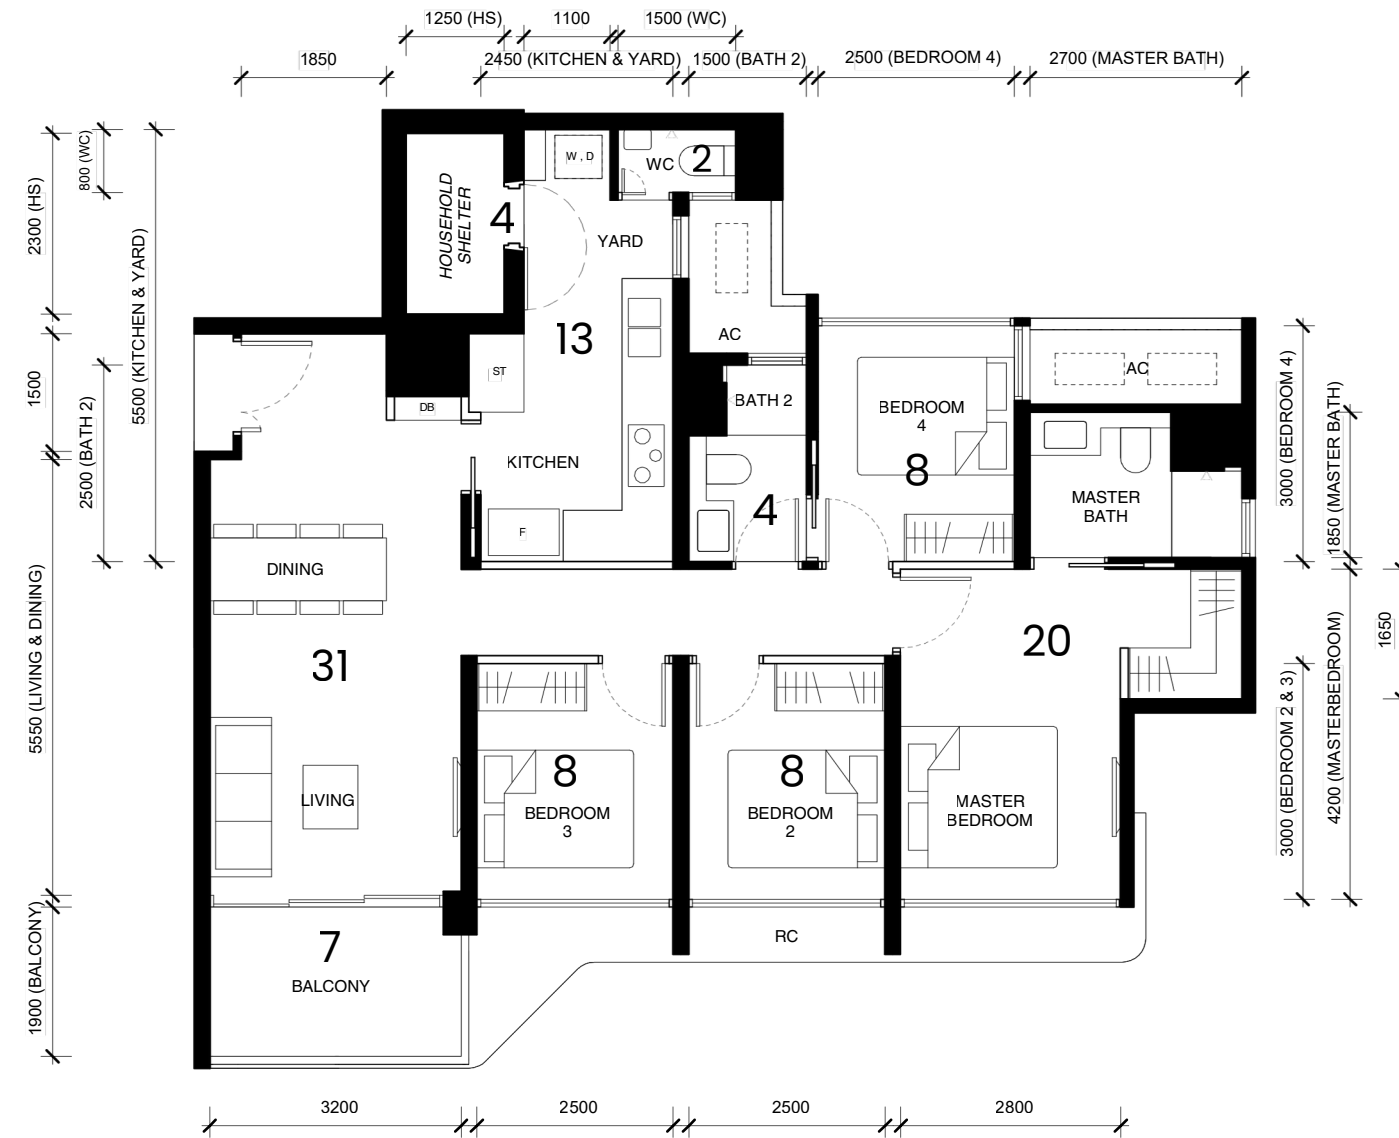 1250 (HS)
1100
1500 (WC)
1850
2450 (KITCHEN & YARD)
1500 (BATH 2)
2500 (BEDROOM 4)
2700 (MASTER BATH)
800 (WC)
2300 (HS)
5500 (KITCHEN & YARD)
1500
2500 (BATH 2)
5550 (LIVING & DINING)
1900 (BALCONY)
HOUSEHOLD
SHELTER
4
W , D
WC
2
YARD
13
AC
ST
DB
KITCHEN
F
BATH 2
4
BEDROOM
4
8
AC
MASTER
BATH
DINING
31
20
LIVING
8
BEDROOM
3
8
BEDROOM
2
MASTER
BEDROOM
7
BALCONY
RC
3000 (BEDROOM 4)
1850 (MASTER BATH)
1650
3000 (BEDROOM 2 & 3)
4200 (MASTERBEDROOM)
3200
2500
2500
2800